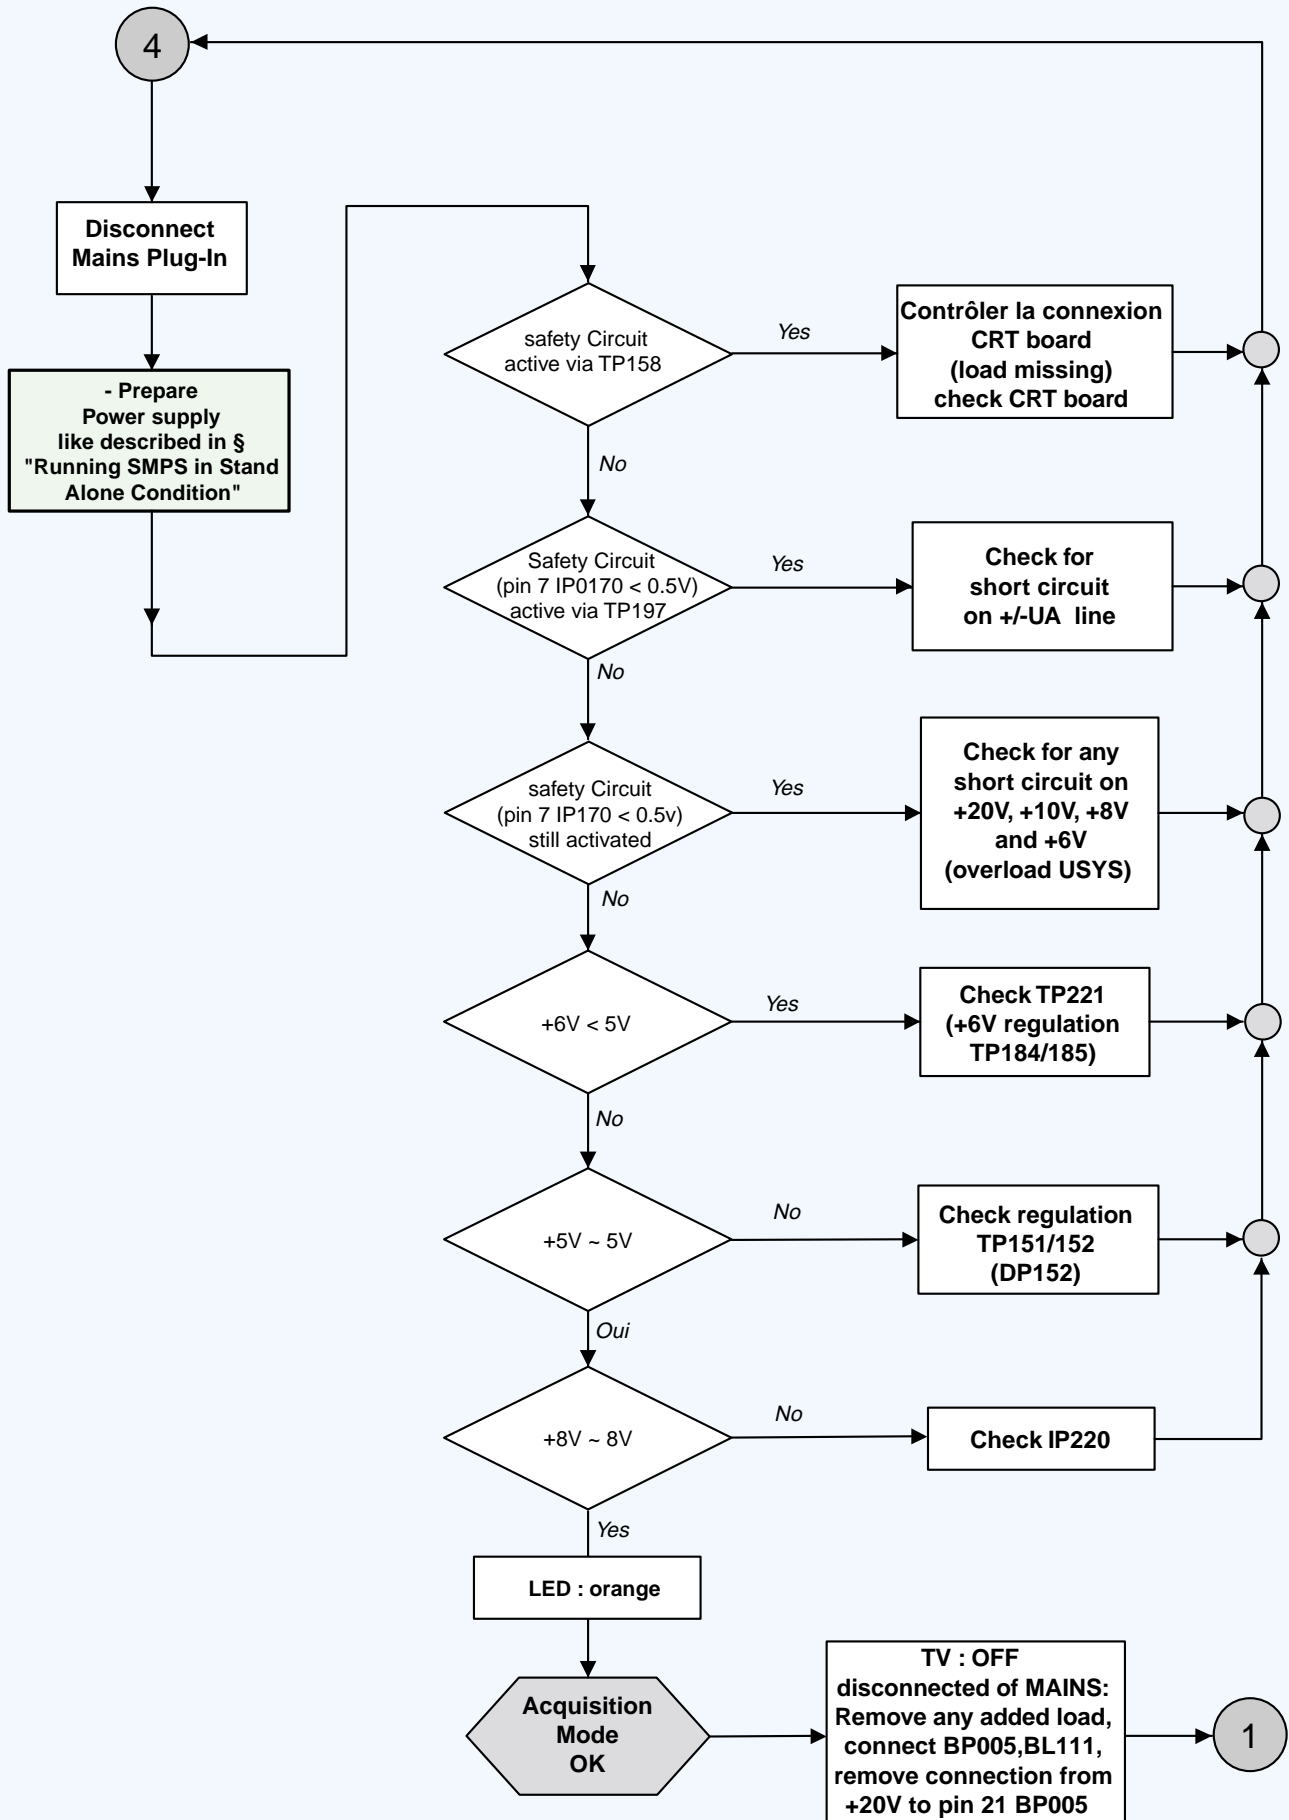 4
Disconnect
Mains Plug-In
- Prepare
Power supply
like described in §
"Running SMPS in Stand
Alone Condition"
safety Circuit
active via TP158
Yes
Contrôler la connexion
CRT board
(load missing)
check CRT board
No
Safety Circuit
(pin 7 IP0170 < 0.5V)
active via TP197
Yes
Check for
short circuit
on +/-UA line
No
safety Circuit
(pin 7 IP170 < 0.5v)
still activated
Yes
Check for any
short circuit on
+20V, +10V, +8V
and +6V
(overload USYS)
No
+6V < 5V
Yes
Check TP221
(+6V regulation
TP184/185)
No
+5V ~ 5V
No
Check regulation
TP151/152
(DP152)
Oui
+8V ~ 8V
No
Check IP220
Yes
LED : orange
Acquisition
Mode
OK
TV : OFF
disconnected of MAINS:
Remove any added load,
connect BP005,BL111,
remove connection from
+20V to pin 21 BP005
1